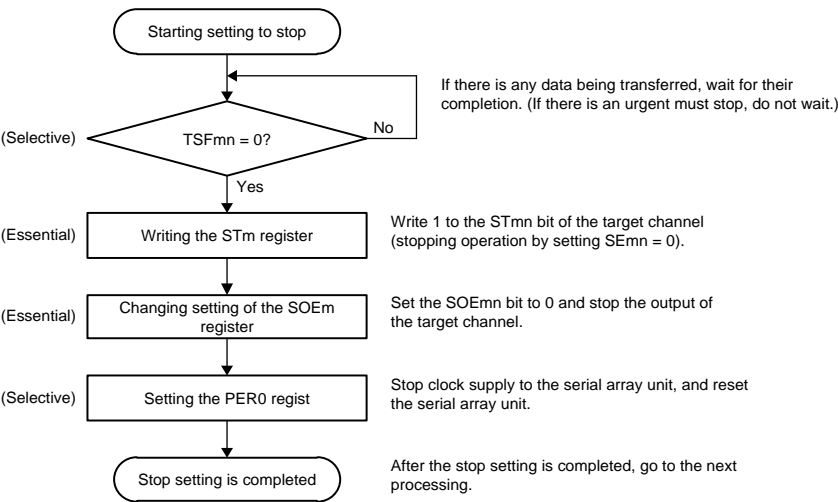 Starting setting to stop
If there is any data being transferred, wait for their
completion. (If there is an urgent must stop, do not wait.)
(Selective)
TSFmn = 0?
No
Yes
(Essential)
Writing the STm register
Write 1 to the STmn bit of the target channel
(stopping operation by setting SEmn = 0).
(Essential)
Changing setting of the SOEm
register
Set the SOEmn bit to 0 and stop the output of
the target channel.
(Selective)
Setting the PER0 regist
Stop clock supply to the serial array unit, and reset
the serial array unit.
Stop setting is completed
After the stop setting is completed, go to the next
processing.